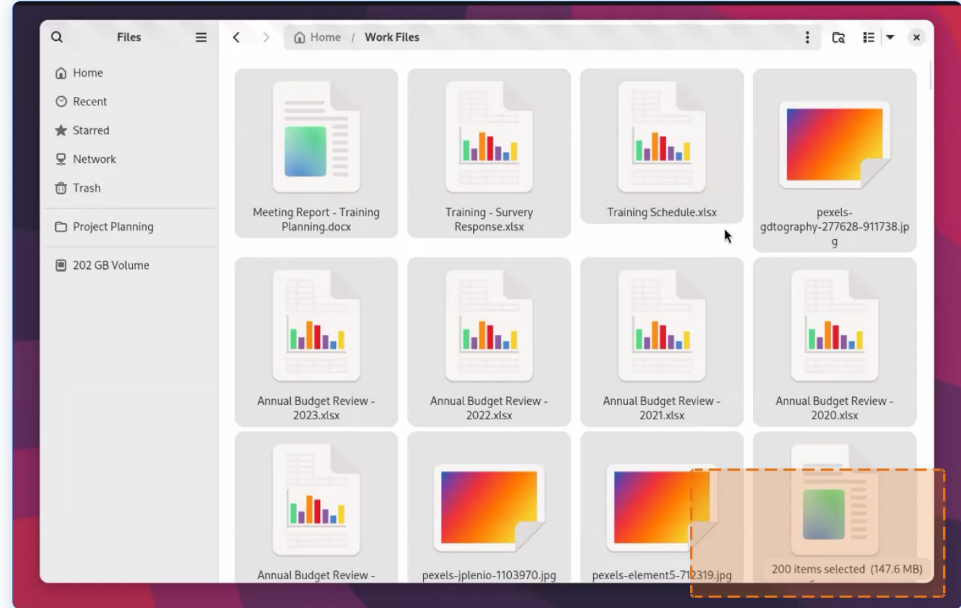 Files
Home / Work Files
Home
Recent
Starred
Network
Trash
Project Planning
202 GB Volume
Meeting Report - Training
Planning.docx
Training - Survery
Response.xlsx
Training Schedule.xlsx
pexels-
gdtography-277628-911738.jp
g
Annual Budget Review -
2023.xlsx
Annual Budget Review -
2022.xlsx
Annual Budget Review -
2021.xlsx
Annual Budget Review -
2020.xlsx
Annual Budget Review -
pexels-jplenio-1103970.jpg
pexels-element5-712319.jpg
200 items selected (147.6 MB)